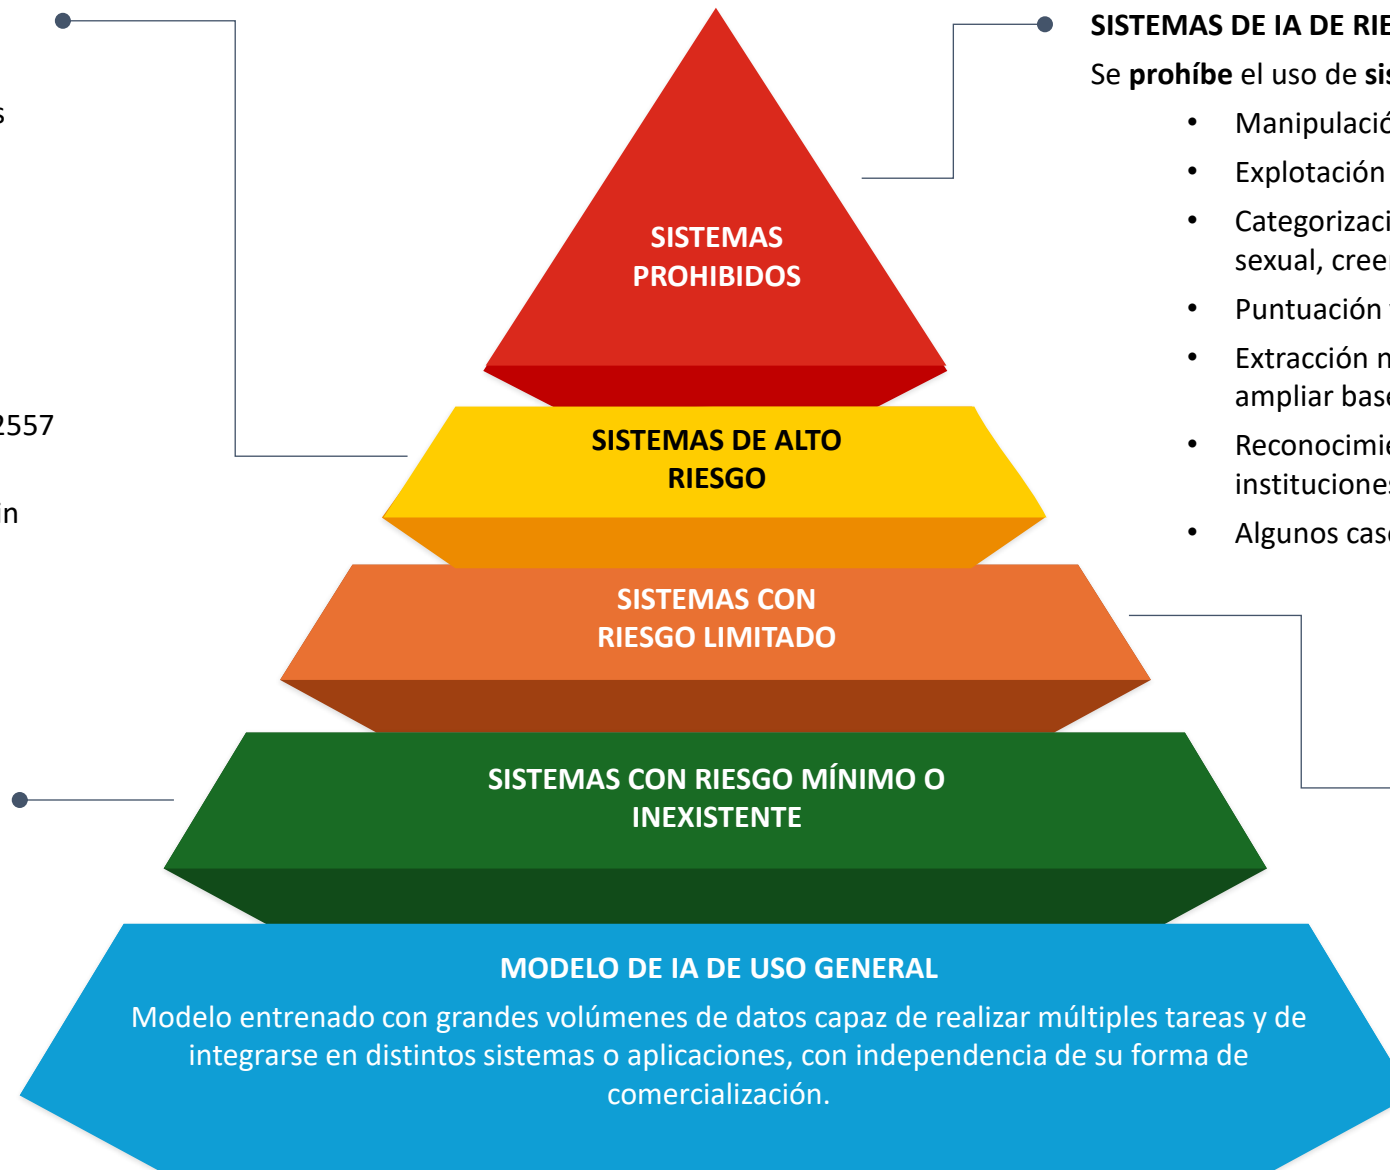 s
2557
in
SISTEMAS
PROHIBIDOS
SISTEMAS DE ALTO
RIESGO
SISTEMAS CON
RIESGO LIMITADO
SISTEMAS CON RIESGO MÍNIMO O
INEXISTENTE
MODELO DE IA DE USO GENERAL
Modelo entrenado con grandes volúmenes de datos capaz de realizar múltiples tareas y de
integrarse en distintos sistemas o aplicaciones, con independencia de su forma de
comercialización.
SISTEMAS DE IA DE RIE
Se prohíbe el uso de sis
• Manipulació
• Explotación
• Categorizaci
sexual, creen
• Puntuación
• Extracción n
ampliar base
• Reconocimie
instituciones
• Algunos caso